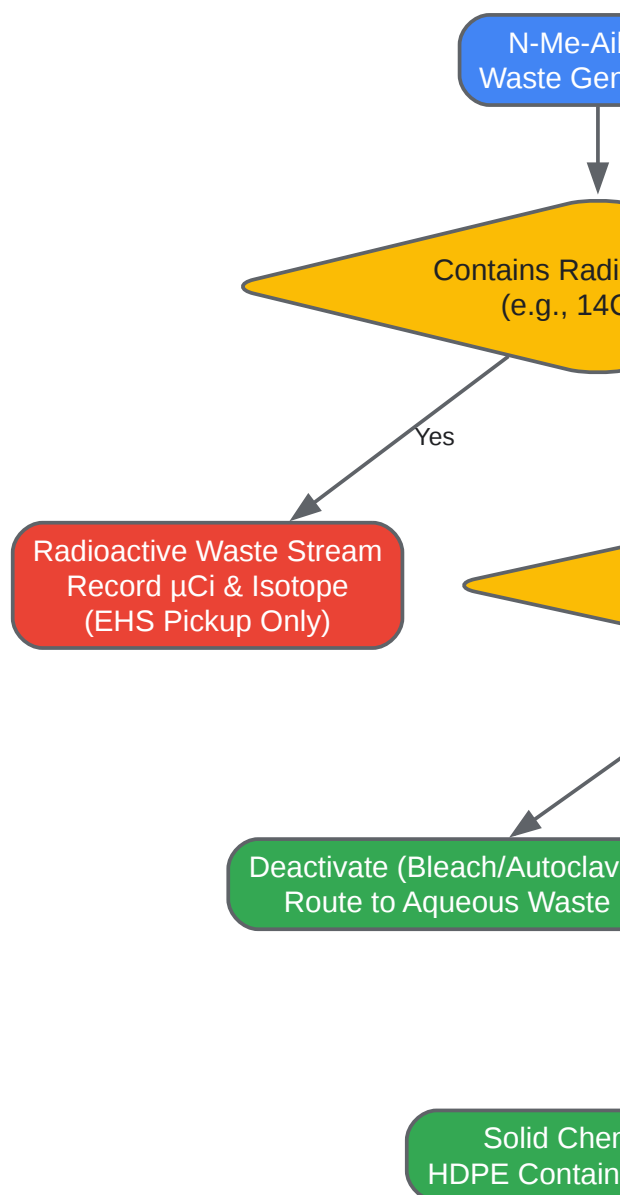 N-Me-Aib
Waste Gen
Contains Radi
(e.g., 14C
Yes
Radioactive Waste Stream
Record µCi & Isotope
(EHS Pickup Only)
Deactivate (Bleach/Autoclav
Route to Aqueous Waste
Solid Chem
HDPE Contain